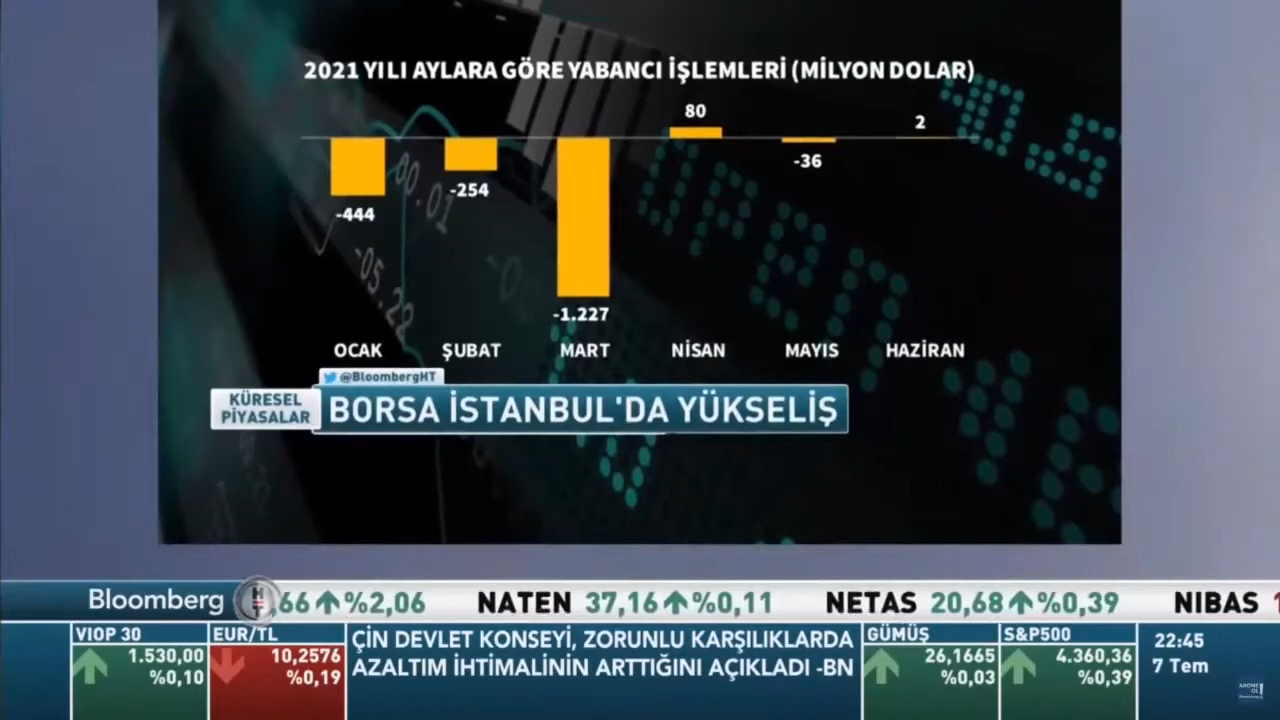 2021 YILI AYLARA GÖRE YABANCI İŞLEMLERİ (MİLYON DOLAR)
80
2
-36
-254
-444
-1.227
OCAK ŞUBAT MART NİSAN MAYIS HAZİRAN
@BloombergHT
KÜRESEL
PİYASALAR
BORSA İSTANBUL'DA YÜKSELİŞ
Bloomberg HT
.66 %2,06 NATEN 37,16 %0,11 NETAS 20,68 %0,39 NIBAS
VIOP 30
1.530,00
%0,10
EUR/TL
10,2576
%0,19
ÇİN DEVLET KONSEYİ, ZORUNLU KARŞILIKLARDA
AZALTIM İHTİMALİNİN ARTTIĞINI AÇIKLADI -BN
GÜMÜŞ
26,1665
%0,03
S&P500
4.360,36
%0,39
22:45
7 Tem
ABONE
OL!